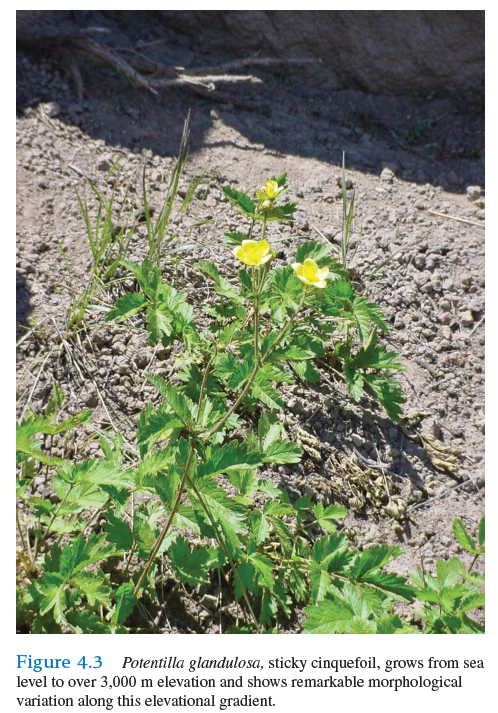 Figure 4.3 Potentilla glandulosa, sticky cinquefoil, grows from sea
level to over 3,000 m elevation and shows remarkable morphological
variation along this elevational gradient.